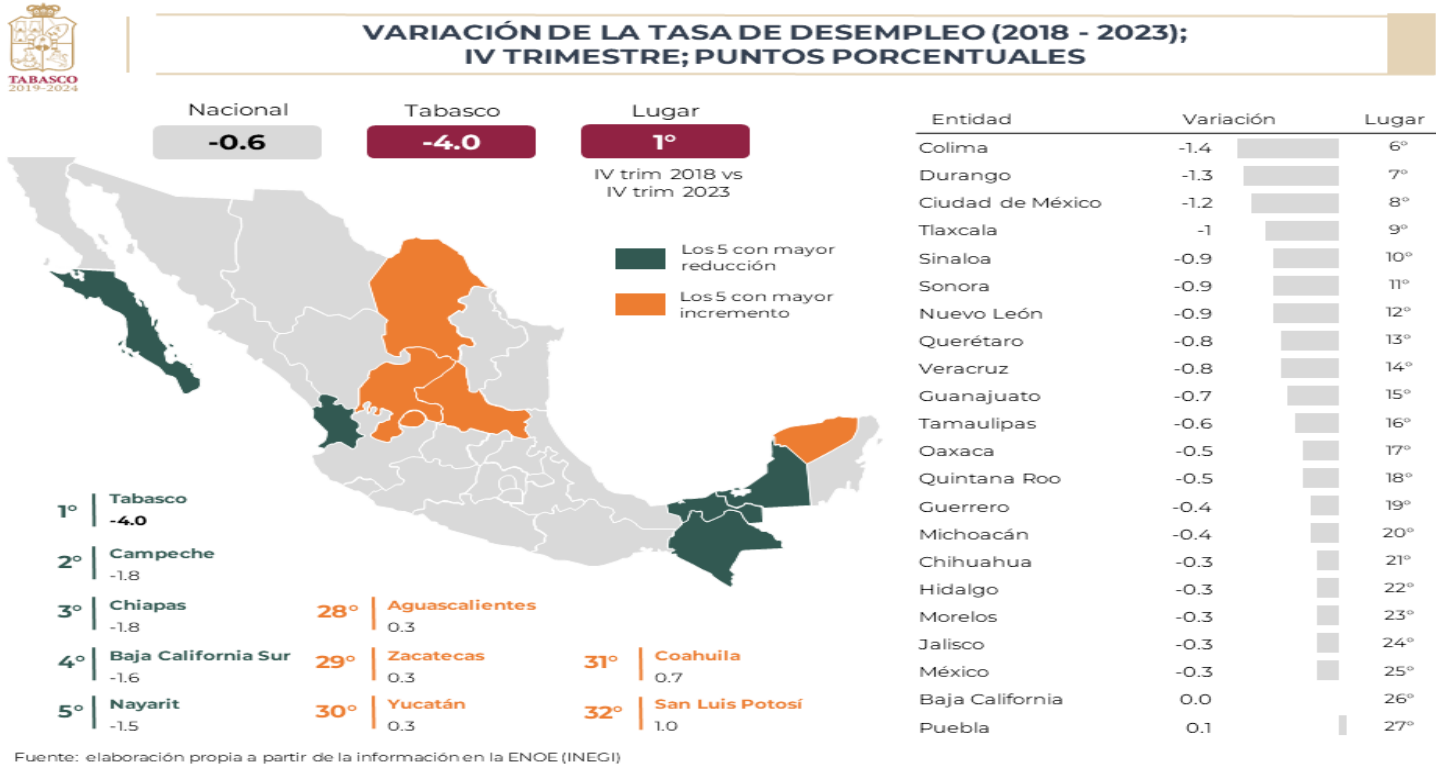 TABASCO
2019-2024
VARIACIÓN DE LA TASA DE DESEMPLEO (2018 - 2023);
IV TRIMESTRE; PUNTOS PORCENTUALES
Nacional
-0.6
Tabasco
-4.0
Lugar
1°
IV trim 2018 vs
IV trim 2023
Los 5 con mayor
reducción
Los 5 con mayor
incremento
1° Tabasco
-4.0
2° Campeche
-1.8
3° Chiapas
-1.8
4° Baja California Sur
-1.6
5° Nayarit
-1.5
28° Aguascalientes
0.3
29° Zacatecas
0.3
30° Yucatán
0.3
31° Coahuila
0.7
32° San Luis Potosí
1.0
Entidad Variación Lugar
Colima -1.4 6°
Durango -1.3 7°
Ciudad de México -1.2 8°
Tlaxcala -1 9°
Sinaloa -0.9 10°
Sonora -0.9 11°
Nuevo León -0.9 12°
Querétaro -0.8 13°
Veracruz -0.8 14°
Guanajuato -0.7 15°
Tamaulipas -0.6 16°
Oaxaca -0.5 17°
Quintana Roo -0.5 18°
Guerrero -0.4 19°
Michoacán -0.4 20°
Chihuahua -0.3 21°
Hidalgo -0.3 22°
Morelos -0.3 23°
Jalisco -0.3 24°
México -0.3 25°
Baja California 0.0 26°
Puebla 0.1 27°
Fuente: elaboración propia a partir de la información en la ENOE (INEGI)